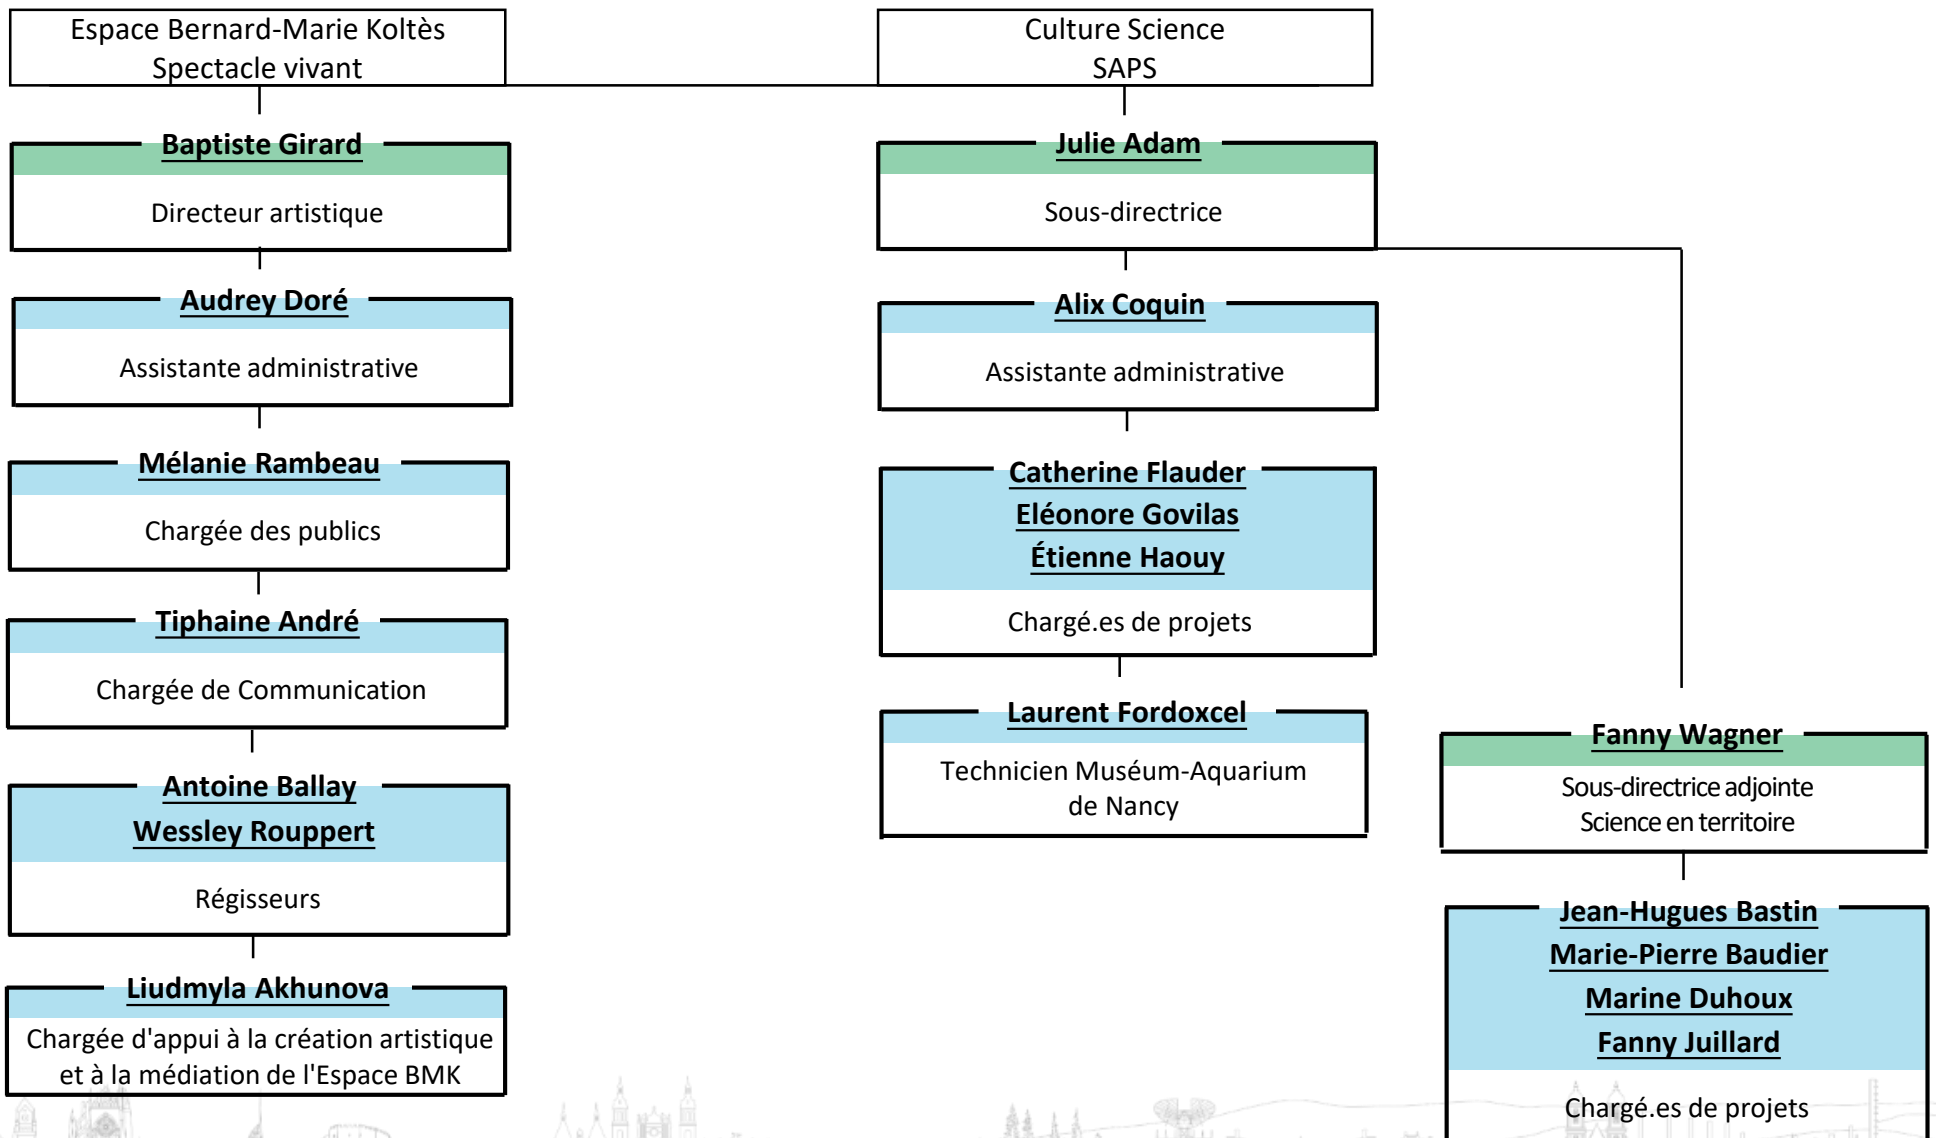 Espace Bernard-Marie Koltès
Spectacle vivant
Baptiste Girard
Directeur artistique
Audrey Doré
Assistante administrative
Mélanie Rambeau
Chargée des publics
Tiphaine André
Chargée de Communication
Antoine Ballay
Wessley Rouppert
Régisseurs
Liudmyla Akhunova
Chargée d'appui à la création artistique
et à la médiation de l'Espace BMK
Culture Science
SAPS
Julie Adam
Sous-directrice
Alix Coquin
Assistante administrative
Catherine Flauder
Eléonore Govilas
Étienne Haouy
Chargé.es de projets
Laurent Fordoxcel
Technicien Muséum-Aquarium
de Nancy
Fanny Wagner
Sous-directrice adjointe
Science en territoire
Jean-Hugues Bastin
Marie-Pierre Baudier
Marine Duhoux
Fanny Juillard
Chargé.es de projets